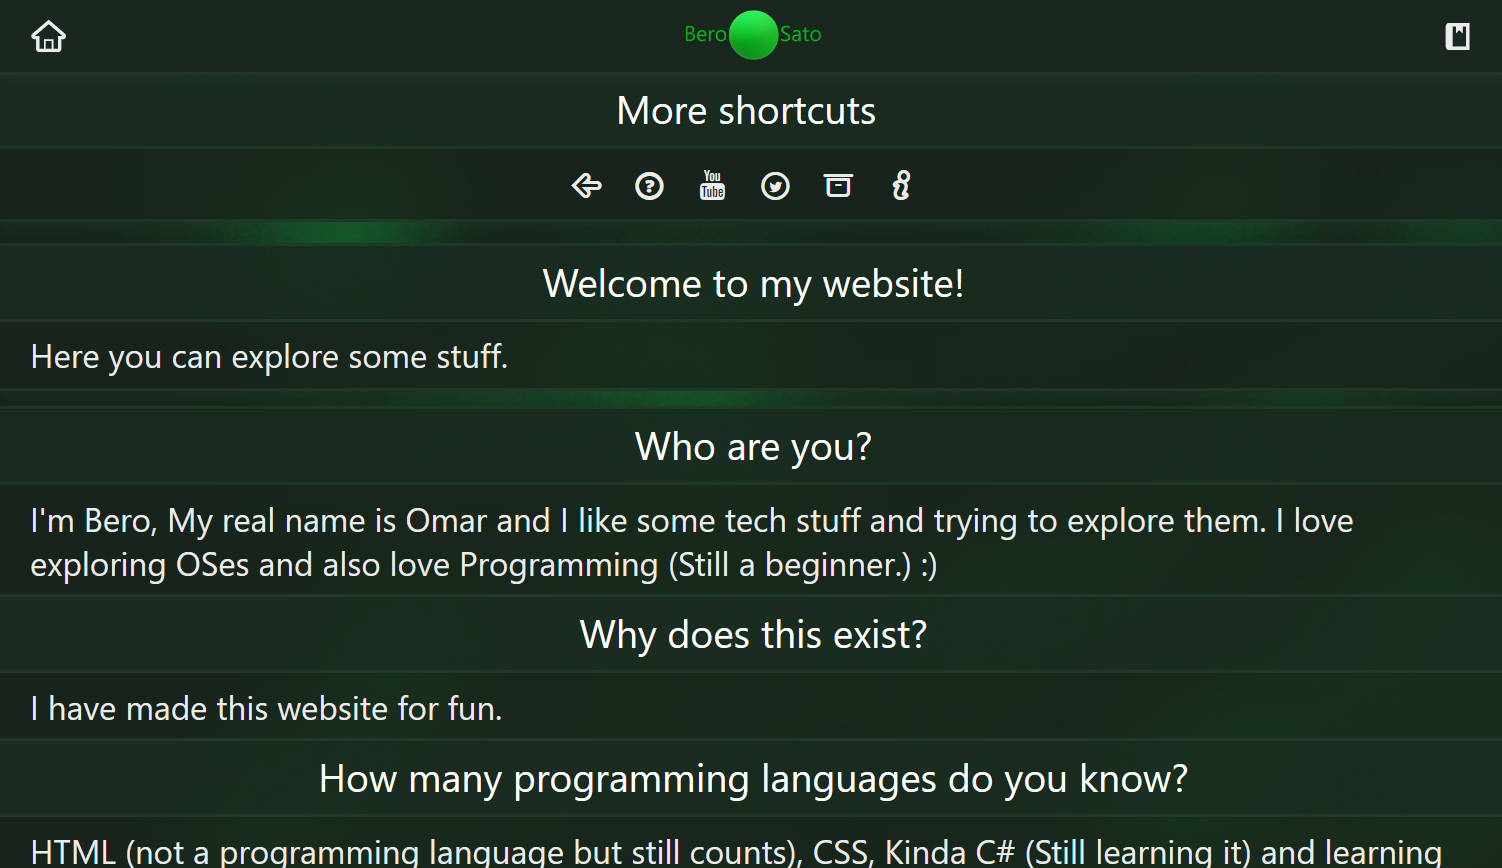 Bero Sato
More shortcuts
You
Tube
Welcome to my website!
Here you can explore some stuff.
Who are you?
I'm Bero, My real name is Omar and I like some tech stuff and trying to explore them. I love
exploring OSes and also love Programming (Still a beginner.) :)
Why does this exist?
I have made this website for fun.
How many programming languages do you know?
HTML (not a programming language but still counts), CSS, Kinda C# (Still learning it) and learning